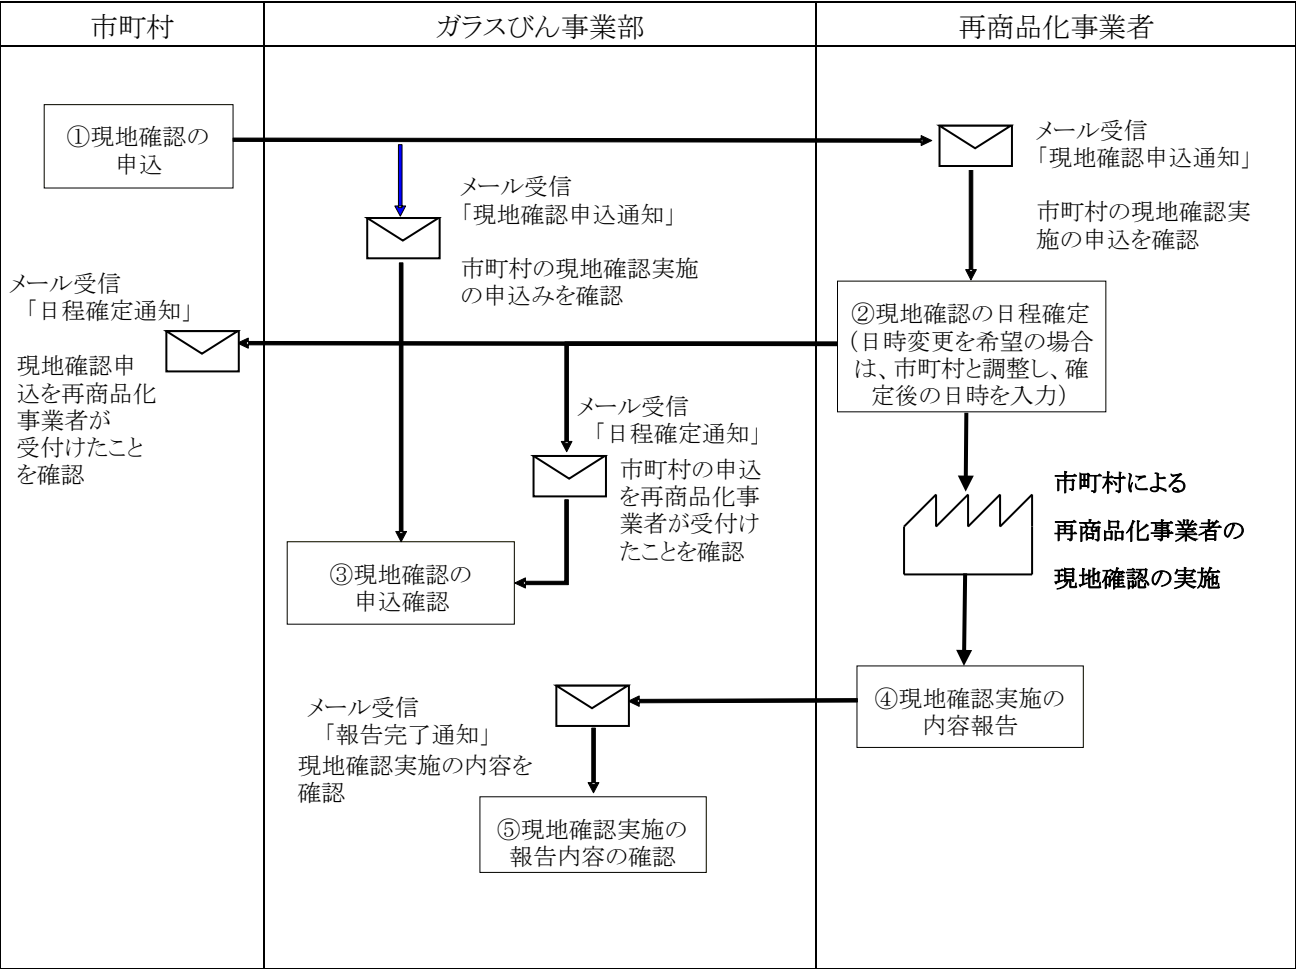 市町村
ガラスびん事業部
再商品化事業者
①現地確認の
申込
メール受信
「現地確認申込通知」
市町村の現地確認実
施の申込を確認
メール受信
「現地確認申込通知」
市町村の現地確認実施
の申込みを確認
メール受信
「日程確定通知」
現地確認申
込を再商品化
事業者が
受付けたこと
を確認
②現地確認の日程確定
（日時変更を希望の場合
は、市町村と調整し、確
定後の日時を入力）
メール受信
「日程確定通知」
市町村の申込
を再商品化事
業者が受付け
たことを確認
市町村による
再商品化事業者の
現地確認の実施
③現地確認の
申込確認
④現地確認実施の
内容報告
メール受信
「報告完了通知」
現地確認実施の内容を
確認
⑤現地確認実施の
報告内容の確認